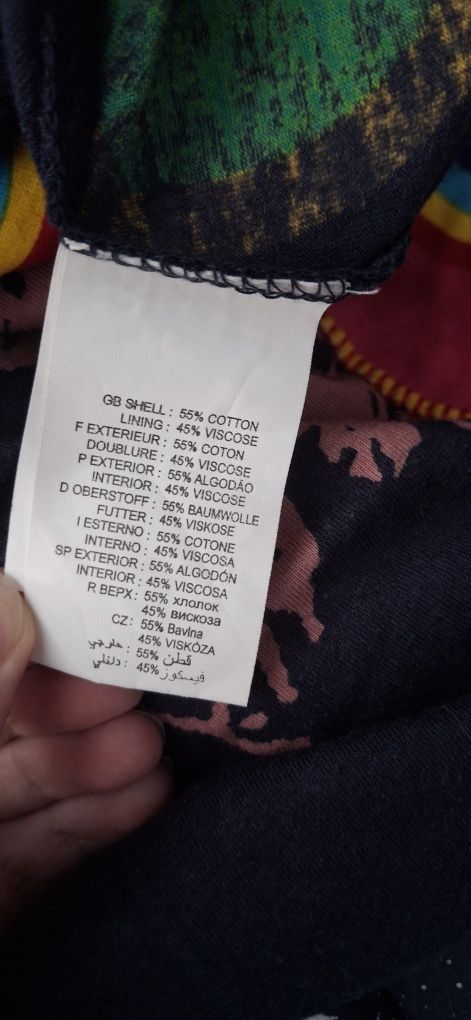 GB SHELL : 55% COTTON
LINING : 45% VISCOSE
F EXTERIEUR : 55% COTON
DOUBLURE : 45% VISCOSE
P EXTERIOR : 55% ALGODÃO
INTERIOR : 45% VISCOSE
D OBERSTOFF : 55% BAUMWOLLE
FUTTER : 45% VISKOSE
I ESTERNO : 55% COTONE
INTERNO : 45% VISCOSA
SP EXTERIOR : 55% ALGODÓN
INTERIOR : 45% VISCOSA
R ВЕРХ : 55% хлопок
45% вискоза
CZ: 55% Bavlna
45% VISKÓZA
خارجي : 55% قطن
داخلي : 45% فيسكوز